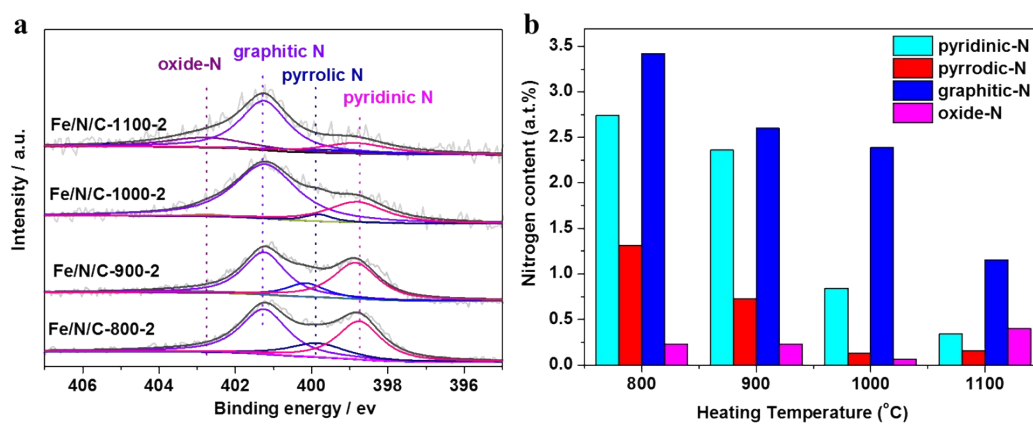 a
oxide-N
graphitic N
pyrrolic N
pyridinic N
Fe/N/C-1100-2
Fe/N/C-1000-2
Fe/N/C-900-2
Fe/N/C-800-2
Intensity / a.u.
406 404 402 400 398 396
Binding energy / ev
b
pyridinic-N
pyrrodic-N
graphitic-N
oxide-N
Nitrogen content (a.t.%)
3.5
3.0
2.5
2.0
1.5
1.0
0.5
0.0
800 900 1000 1100
Heating Temperature (°C)